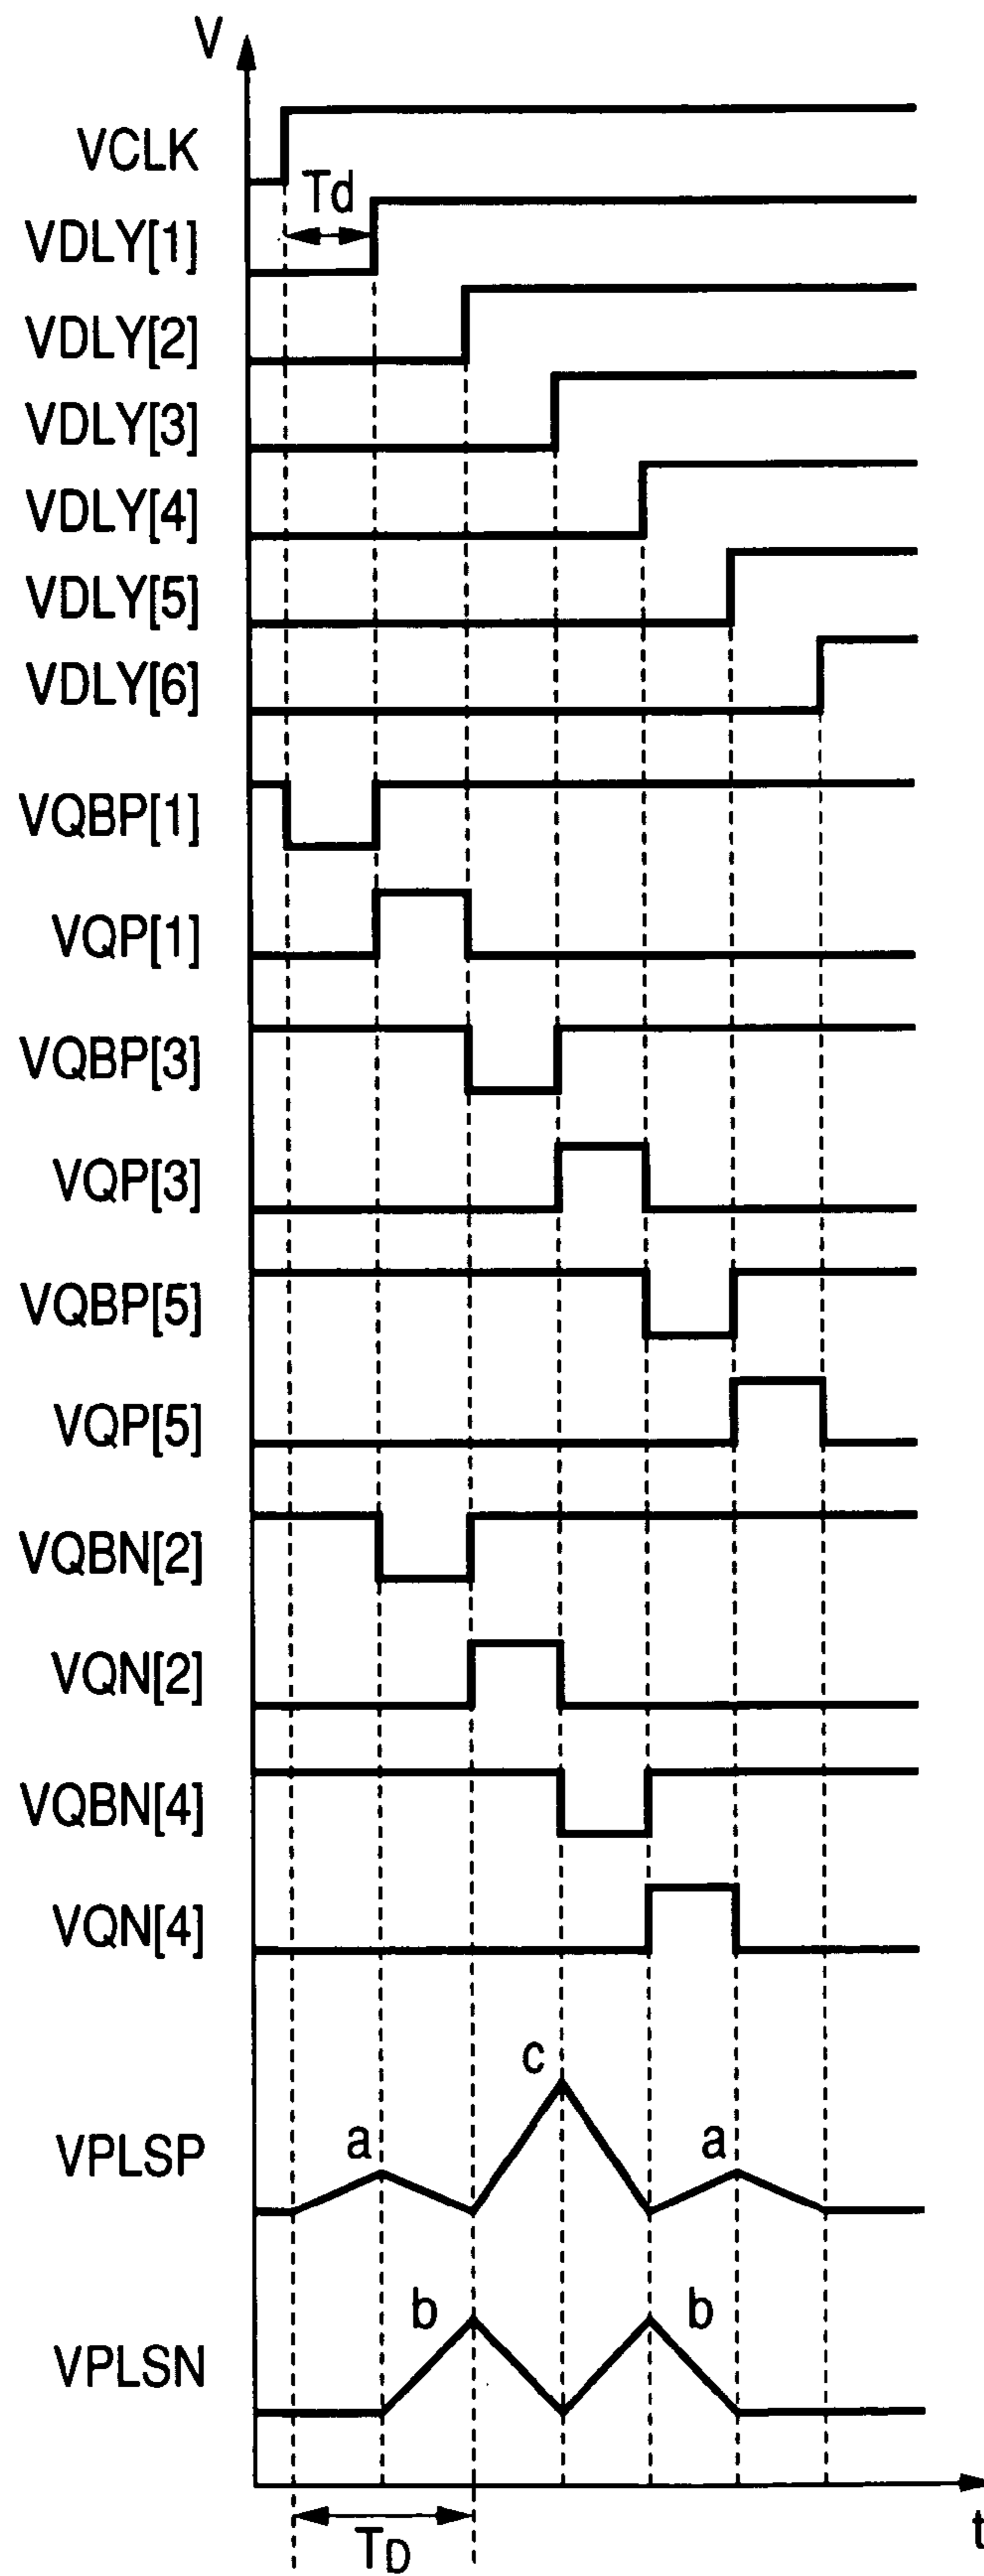 V
VCLK
Td
VDLY[1]
VDLY[2]
VDLY[3]
VDLY[4]
VDLY[5]
VDLY[6]
VQBP[1]
VQP[1]
VQBP[3]
VQP[3]
VQBP[5]
VQP[5]
VQBN[2]
VQN[2]
VQBN[4]
VQN[4]
c
a
a
VPLSP
b
b
VPLSN
t
TD